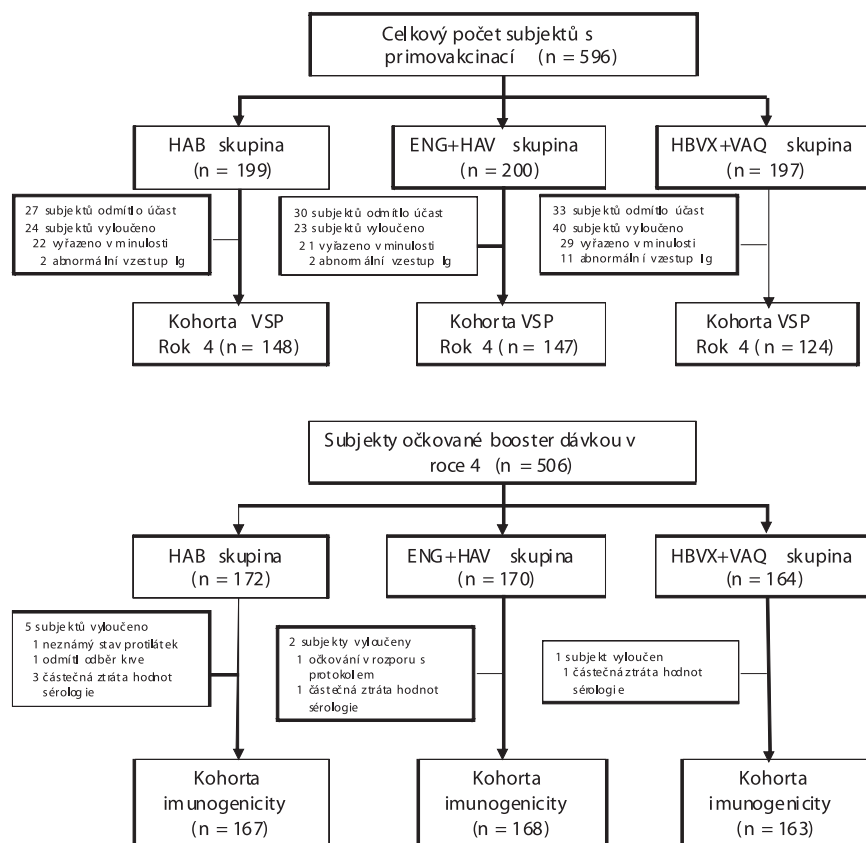 Celkový počet subjektů s
primovakcinací (n = 596)
HAB skupina
(n = 199)
ENG+HAV skupina
(n = 200)
HBVX+VAQ skupina
(n = 197)
27 subjektů odmítlo účast
24 subjektů vyloučeno
22 vyřazeno v minulosti
2 abnormální vzestup Ig
30 subjektů odmítlo účast
23 subjektů vyloučeno
21 vyřazeno v minulosti
2 abnormální vzestup Ig
33 subjektů odmítlo účast
40 subjektů vyloučeno
29 vyřazeno v minulosti
11 abnormální vzestup Ig
Kohorta VSP
Rok 4 (n = 148)
Kohorta VSP
Rok 4 (n = 147)
Kohorta VSP
Rok 4 (n = 124)
Subjekty očkované booster dávkou v
roce 4 (n = 506)
HAB skupina
(n = 172)
ENG+HAV skupina
(n = 170)
HBVX+VAQ skupina
(n = 164)
5 subjektů vyloučeno
1 neznámý stav protilátek
1 odmítl odběr krve
3 částečná ztráta hodnot
sérologie
2 subjekty vyloučeny
1 očkování v rozporu s
protokolem
1 částečná ztráta hodnot
sérologie
1 subjekt vyloučen
1 částečná ztráta hodnot
sérologie
Kohorta
imunogenicity
(n = 167)
Kohorta
imunogenicity
(n = 168)
Kohorta
imunogenicity
(n = 163)